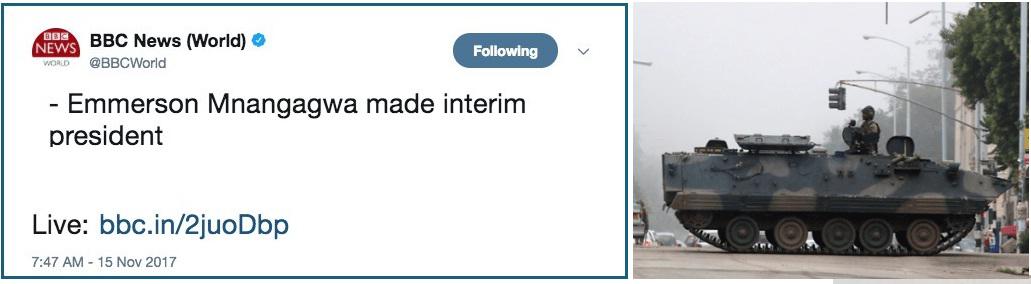 BBC
NEWS
WORLD
BBC News (World)
@BBCWorld
Following
- Emmerson Mnangagwa made interim
president
Live: bbc.in/2juoDbp
7:47 AM - 15 Nov 2017